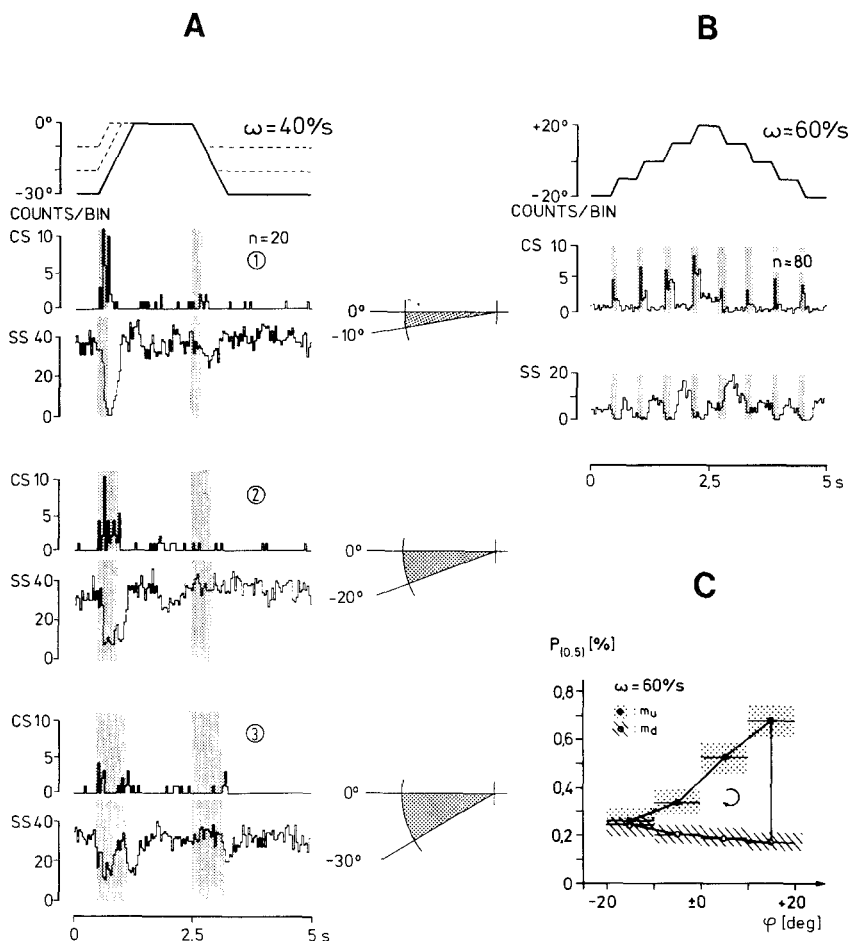 A
0°
-30°
ω=40°/s
COUNTS/BIN
CS 10
5
0
n=20
①
SS 40
20
0
0°
-10°
CS 10
5
0
②
SS 40
20
0
0°
-20°
CS 10
5
0
③
SS 40
20
0
0°
-30°
0
2.5
5 s
B
+20°
-20°
ω=60°/s
COUNTS/BIN
CS 10
5
0
n=80
SS 20
0
0
2,5
5 s
C
P(0.5) [%]
ω=60°/s
: mu
: md
0,8
0,6
0,4
0,2
0
-20
±0
+20
φ [deg]